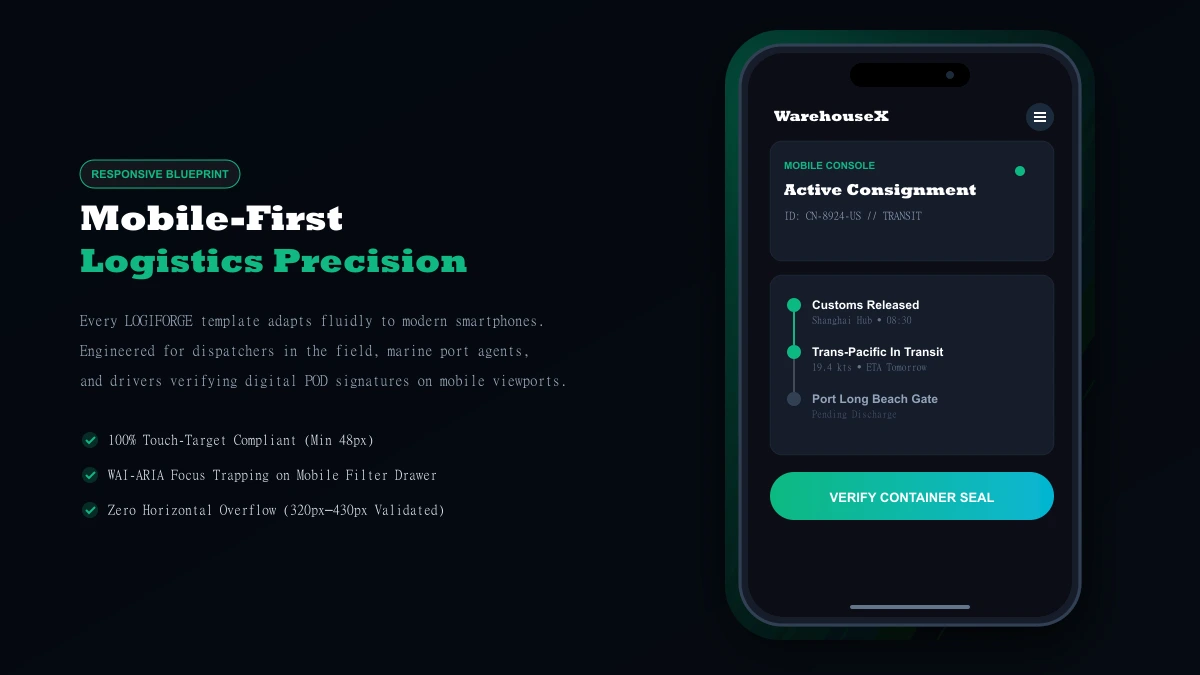 RESPONSIVE BLUEPRINT
Mobile-First
Logistics Precision
Every LOGIFORGE template adapts fluidly to modern smartphones.
Engineered for dispatchers in the field, marine port agents,
and drivers verifying digital POD signatures on mobile viewports.
100% Touch-Target Compliant (Min 48px)
WAI-ARIA Focus Trapping on Mobile Filter Drawer
Zero Horizontal Overflow (320px–430px Validated)
WarehouseX
MOBILE CONSOLE
Active Consignment
ID: CN-8924-US // TRANSIT
Customs Released
Shanghai Hub • 08:30
Trans-Pacific In Transit
19.4 kts • ETA Tomorrow
Port Long Beach Gate
Pending Discharge
VERIFY CONTAINER SEAL